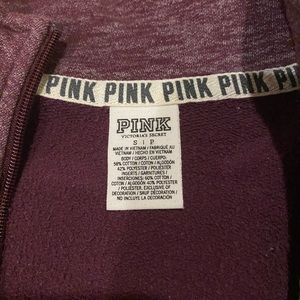 PINK PINK PINK PINK PINK
PINK
VICTORIA'S SECRET
S | P
MADE IN VIETNAM / FABRIQUÉ AU
VIETNAM / HECHO EN VIETNAM
BODY / CORPS / CUERPO:
58% COTTON / COTON / ALGODÓN
42% POLYESTER / POLIÉSTER
INSERTS / GARNITURES /
INSERCIONES: 60% COTTON /
COTON / ALGODÓN 40% POLYESTER
/ POLIÉSTER, EXCLUSIVE OF
DECORATION / SAUF DÉCORATION /
NO INCLUYE LA DECORACIÓN